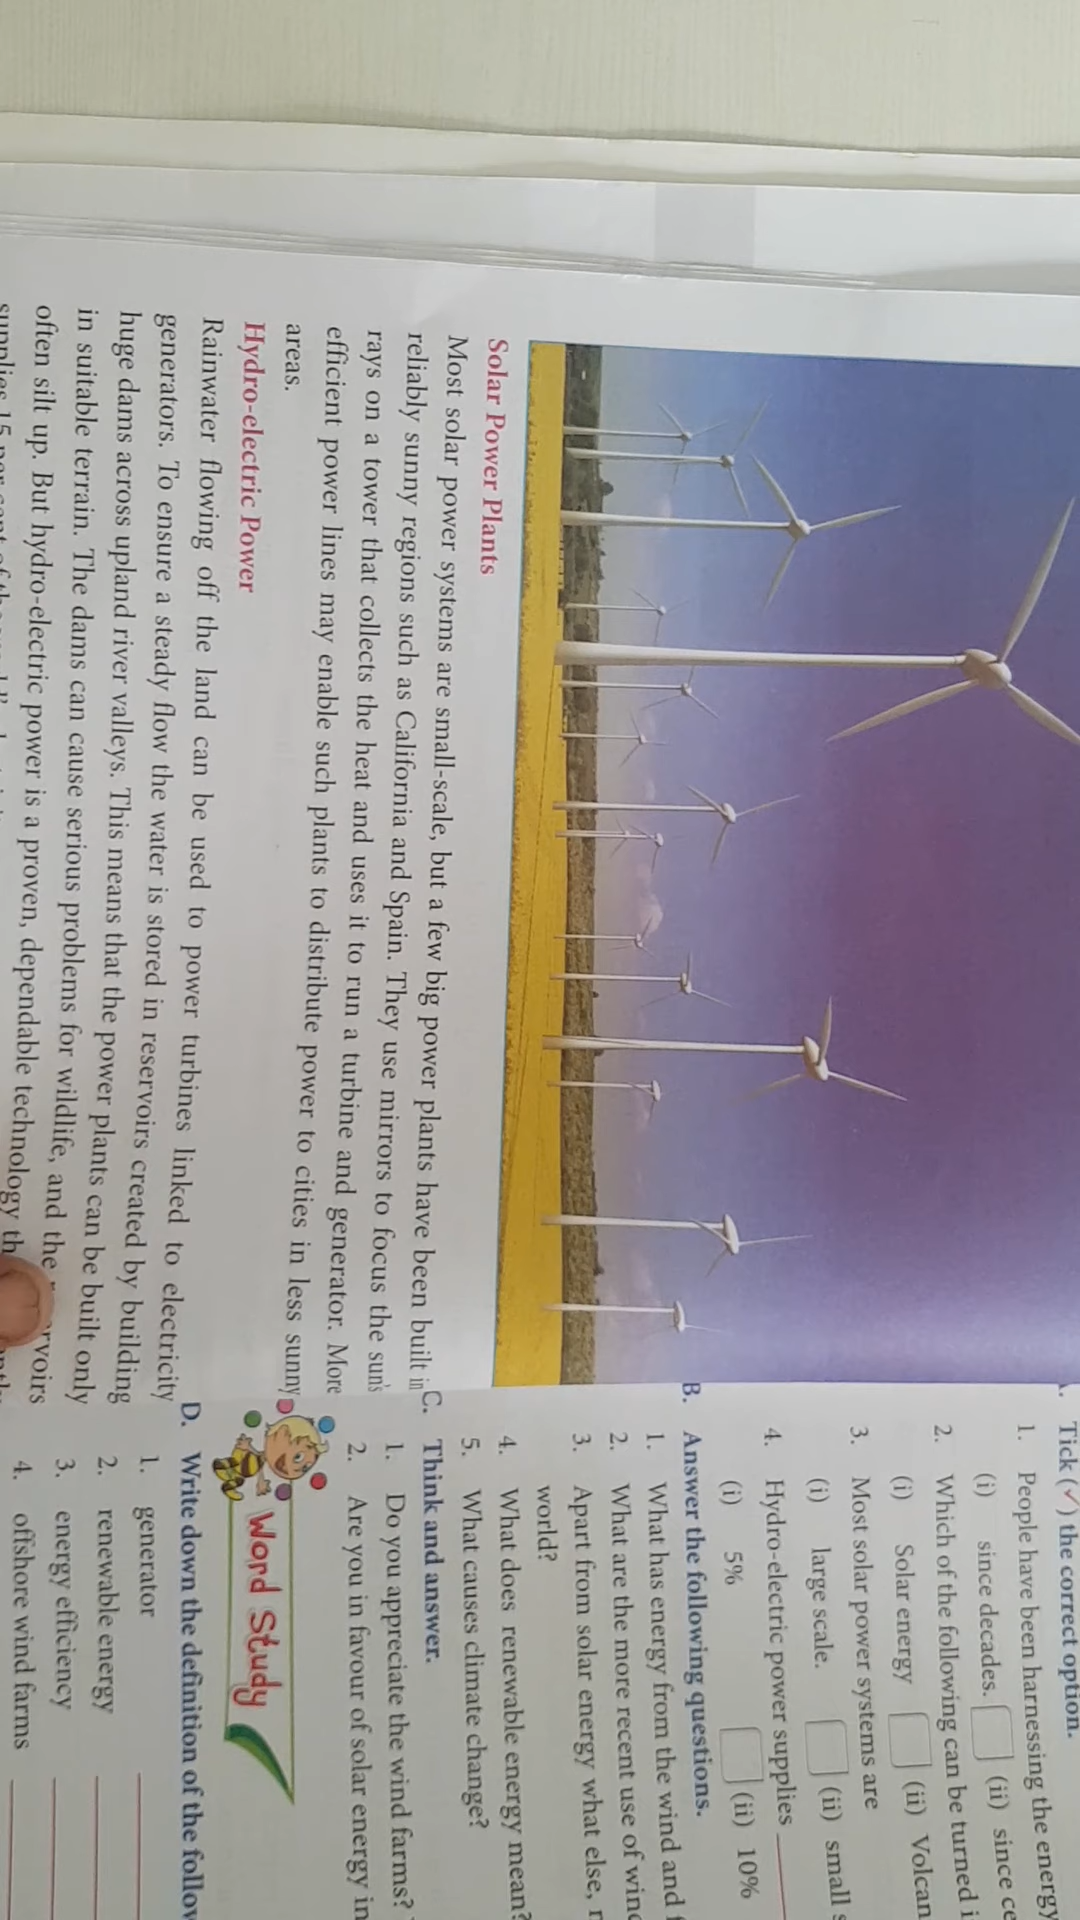 Solar Power Plants
Most solar power systems are small-scale, but a few big power plants have been built in
reliably sunny regions such as California and Spain. They use mirrors to focus the sun's
rays on a tower that collects the heat and uses it to run a turbine and generator. More
efficient power lines may enable such plants to distribute power to cities in less sunny
areas.
Hydro-electric Power
Rainwater flowing off the land can be used to power turbines linked to electricity
generators. To ensure a steady flow the water is stored in reservoirs created by building
huge dams across upland river valleys. This means that the power plants can be built only
in suitable terrain. The dams can cause serious problems for wildlife, and the
often silt up. But hydro-electric power is a proven, dependable technology
supplies 15 per cent of
Tick (✓) the correct option.
1. People have been harnessing the energy
(i) since decades. (ii) since
2. Which of the following can be turned
(i) Solar energy (ii)
3. Most solar power systems are
(i) large scale. (ii) small
4. Hydro-electric power supplies
(i) 5% (ii) 10%
B. Answer the following questions.
1. What has energy from the wind and
2. What are the more recent use of
3. Apart from solar energy what else,
world?
4. What does renewable energy mean?
5. What causes climate change?
C. Think and answer.
1. Do you appreciate the wind farms?
2. Are you in favour of solar energy in
Word Study
D. Write down the definition of the
1. generator
2. renewable energy
3. energy efficiency
4. offshore wind farms